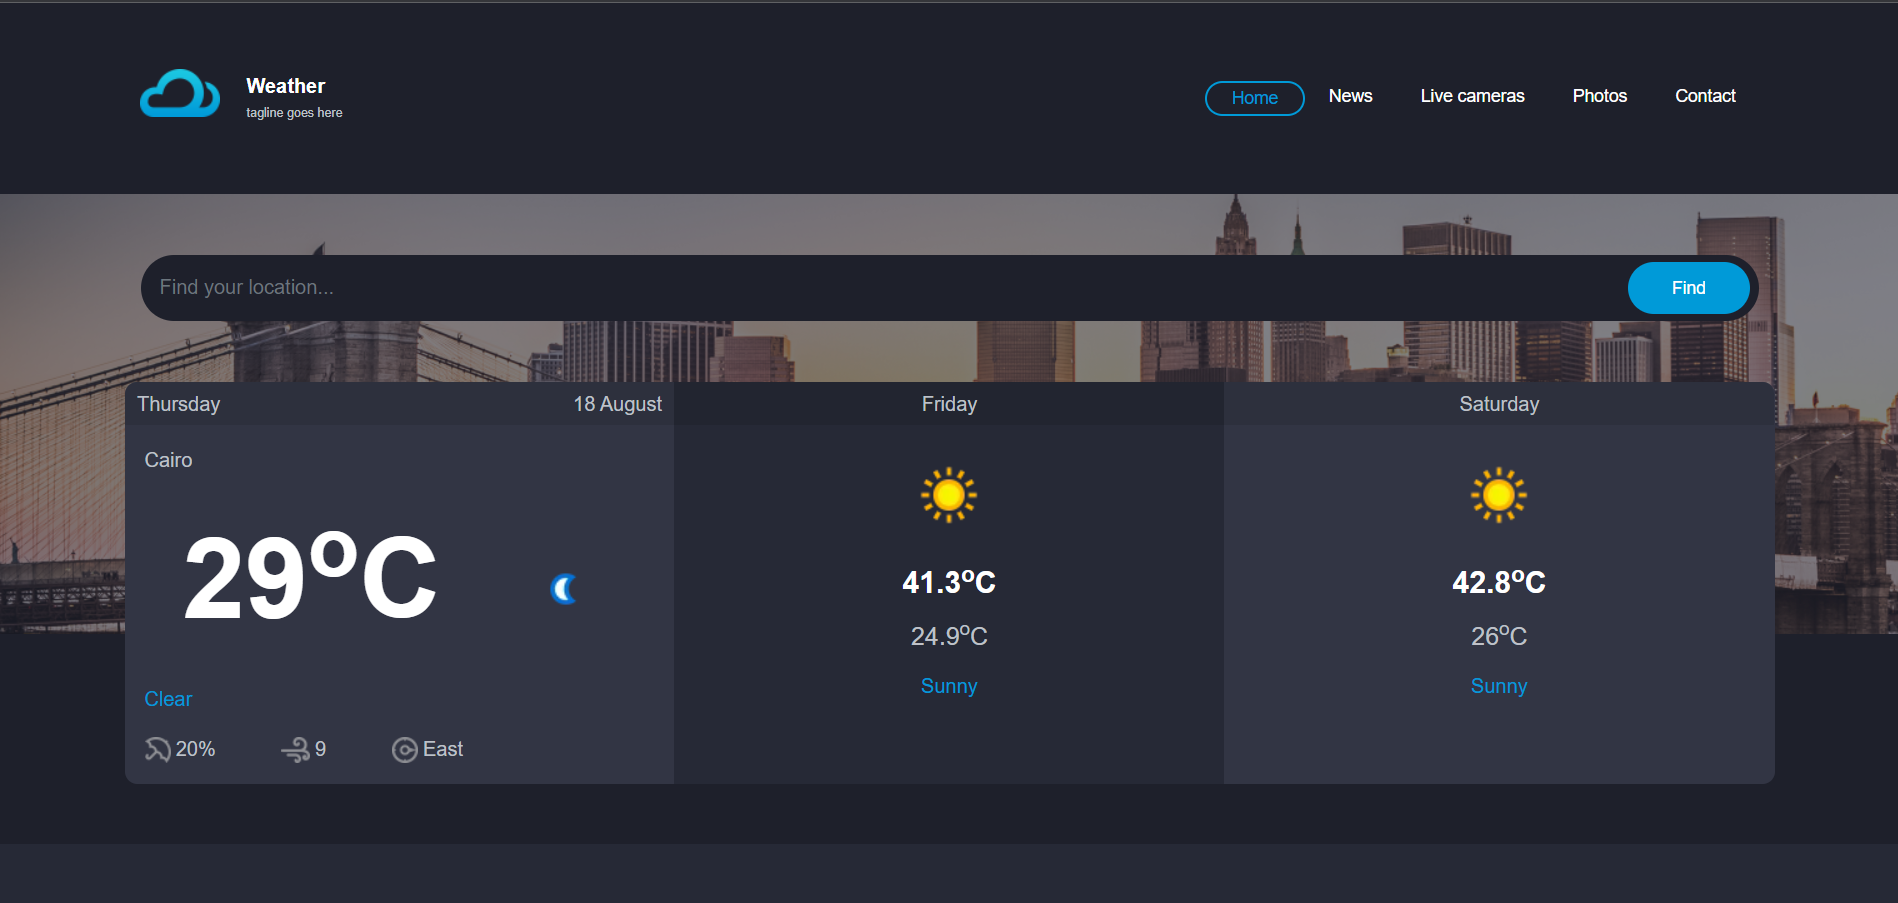 Weather
tagline goes here
Home News Live cameras Photos Contact
Find your location...
Find
Thursday 18 August
Cairo
29°C
Clear
20% 9 East
Friday
41.3°C
24.9°C
Sunny
Saturday
42.8°C
26°C
Sunny